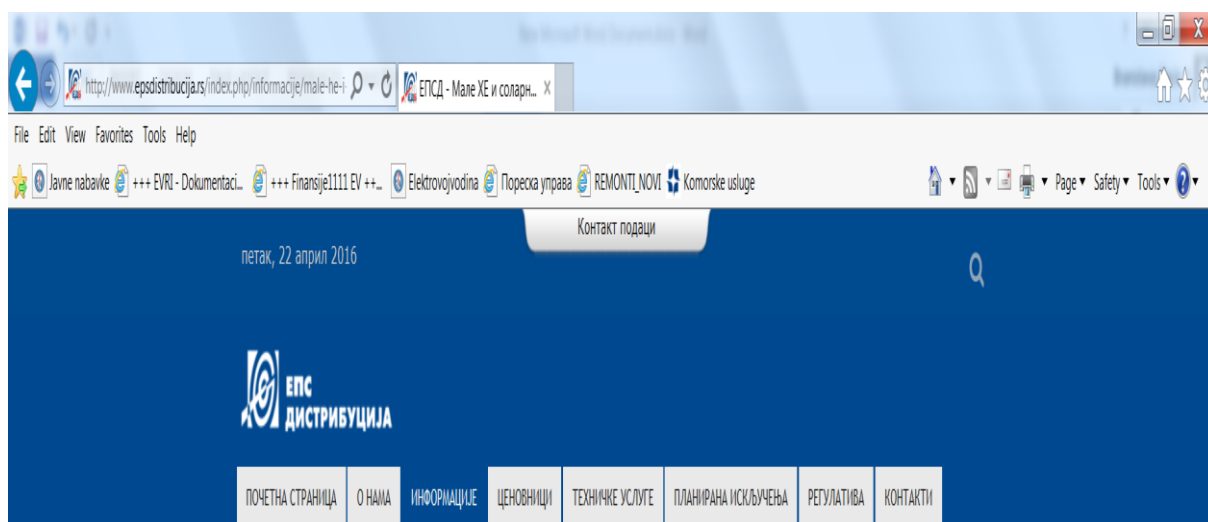 http://www.epsdistribucija.rs/index.php/informacije/male-he-i- ЕПСД - Мале ХЕ и соларн...
File Edit View Favorites Tools Help
Javne nabavke +++ EVRI - Dokumentaci... +++ Finansije1111 EV ++... Elektrovojvodina Пореска управа REMONTI_NOVI Komorske usluge Page Safety Tools
Контакт подаци
петак, 22 април 2016
ЕПС
ДИСТРИБУЦИЈА
ПОЧЕТНА СТРАНИЦА О НАМА ИНФОРМАЦИЈЕ ЦЕНОВНИЦИ ТЕХНИЧКЕ УСЛУГЕ ПЛАНИРАНА ИСКЉУЧЕЊА РЕГУЛАТИВА КОНТАКТИ